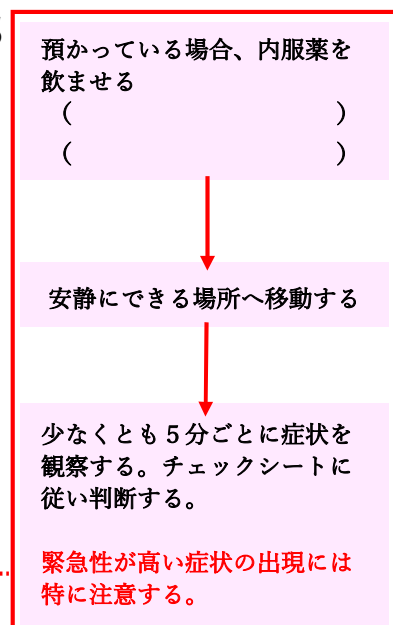 預かっている場合、内服薬を
飲ませる
（　　　　　　　　　　　）
（　　　　　　　　　　　）
安静にできる場所へ移動する
少なくとも５分ごとに症状を
観察する。チェックシートに
従い判断する。
緊急性が高い症状の出現には
特に注意する。